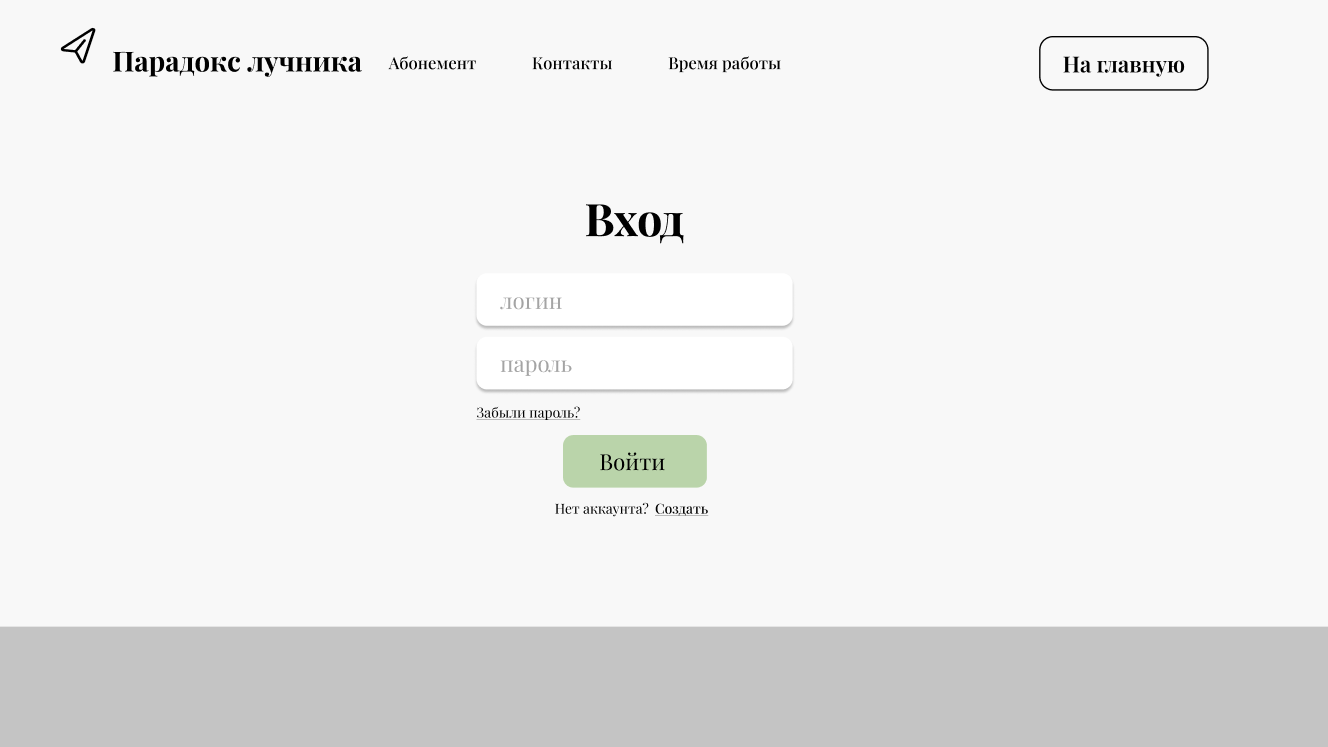 Парадокс лучника Абонемент Контакты Время работы На главную
Вход
логин
пароль
Забыли пароль?
Войти
Нет аккаунта? Создать